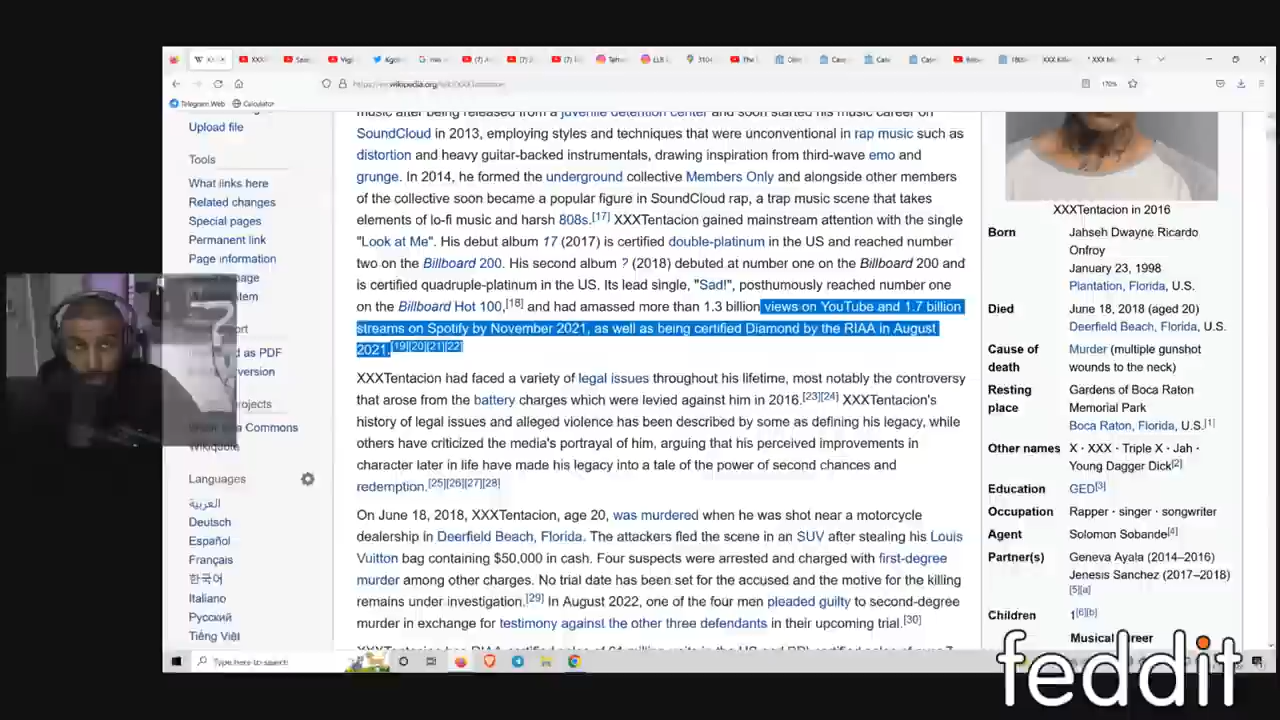 Telegram Web
Calculator
170%
Upload file
Tools
What links here
Related changes
Special pages
Permanent link
Page information
Languages
العربية
Deutsch
Español
Français
한국어
Italiano
Русский
Tiếng Việt
music after being released from a juvenile detention center and soon started his music career on
SoundCloud in 2013, employing styles and techniques that were unconventional in rap music such as
distortion and heavy guitar-backed instrumentals, drawing inspiration from third-wave emo and
grunge. In 2014, he formed the underground collective Members Only and alongside other members
of the collective soon became a popular figure in SoundCloud rap, a trap music scene that takes
elements of lo-fi music and harsh 808s.[17] XXXTentacion gained mainstream attention with the single
"Look at Me". His debut album 17 (2017) is certified double-platinum in the US and reached number
two on the Billboard 200. His second album ? (2018) debuted at number one on the Billboard 200 and
is certified quadruple-platinum in the US. Its lead single, "Sad!", posthumously reached number one
on the Billboard Hot 100,[18] and had amassed more than 1.3 billion views on YouTube and 1.7 billion
streams on Spotify by November 2021, as well as being certified Diamond by the RIAA in August
2021.[19][20][21][22]
XXXTentacion had faced a variety of legal issues throughout his lifetime, most notably the controversy
that arose from the battery charges which were levied against him in 2016.[23][24] XXXTentacion's
history of legal issues and alleged violence has been described by some as defining his legacy, while
others have criticized the media's portrayal of him, arguing that his perceived improvements in
character later in life have made his legacy into a tale of the power of second chances and
redemption.[25][26][27][28]
On June 18, 2018, XXXTentacion, age 20, was murdered when he was shot near a motorcycle
dealership in Deerfield Beach, Florida. The attackers fled the scene in an SUV after stealing his Louis
Vuitton bag containing $50,000 in cash. Four suspects were arrested and charged with first-degree
murder among other charges. No trial date has been set for the accused and the motive for the killing
remains under investigation.[29] In August 2022, one of the four men pleaded guilty to second-degree
murder in exchange for testimony against the other three defendants in their upcoming trial.[30]
XXXTentacion in 2016
Born Jahseh Dwayne Ricardo
Onfroy
January 23, 1998
Plantation, Florida, U.S.
Died June 18, 2018 (aged 20)
Deerfield Beach, Florida, U.S.
Cause of death Murder (multiple gunshot
wounds to the neck)
Resting place Gardens of Boca Raton
Memorial Park
Boca Raton, Florida, U.S.[1]
Other names X · XXX · Triple X · Jah ·
Young Dagger Dick[2]
Education GED[3]
Occupation Rapper · singer · songwriter
Agent Solomon Sobande[4]
Partner(s) Geneva Ayala (2014–2016)
Jenesis Sanchez (2017–2018)
[5][a]
Children 1[6][b]
Musical career
Type here to search
feddit